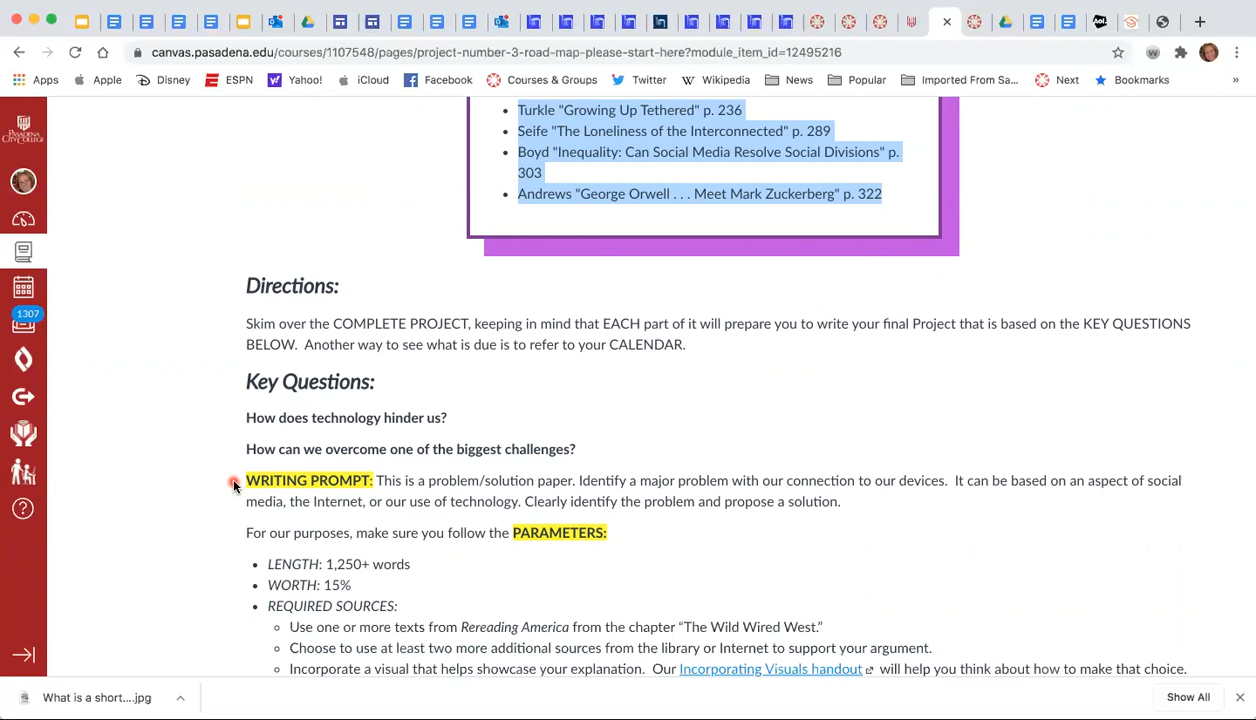 canvas.pasadena.edu/courses/1107548/pages/project-number-3-road-map-please-start-here?module_item_id=12495216
Apps Apple Disney ESPN Yahoo! iCloud Facebook Courses & Groups Twitter Wikipedia News Popular Imported From Sa... Next Bookmarks »
PASADENA
CITY COLLEGE
1307
• Turkle "Growing Up Tethered" p. 236
• Seife "The Loneliness of the Interconnected" p. 289
• Boyd "Inequality: Can Social Media Resolve Social Divisions" p.
303
• Andrews "George Orwell . . . Meet Mark Zuckerberg" p. 322
Directions:
Skim over the COMPLETE PROJECT, keeping in mind that EACH part of it will prepare you to write your final Project that is based on the KEY QUESTIONS
BELOW. Another way to see what is due is to refer to your CALENDAR.
Key Questions:
How does technology hinder us?
How can we overcome one of the biggest challenges?
WRITING PROMPT: This is a problem/solution paper. Identify a major problem with our connection to our devices. It can be based on an aspect of social
media, the Internet, or our use of technology. Clearly identify the problem and propose a solution.
For our purposes, make sure you follow the PARAMETERS:
• LENGTH: 1,250+ words
• WORTH: 15%
• REQUIRED SOURCES:
◦ Use one or more texts from Rereading America from the chapter “The Wild Wired West.”
◦ Choose to use at least two more additional sources from the library or Internet to support your argument.
◦ Incorporate a visual that helps showcase your explanation. Our Incorporating Visuals handout will help you think about how to make that choice.
What is a short....jpg
Show All